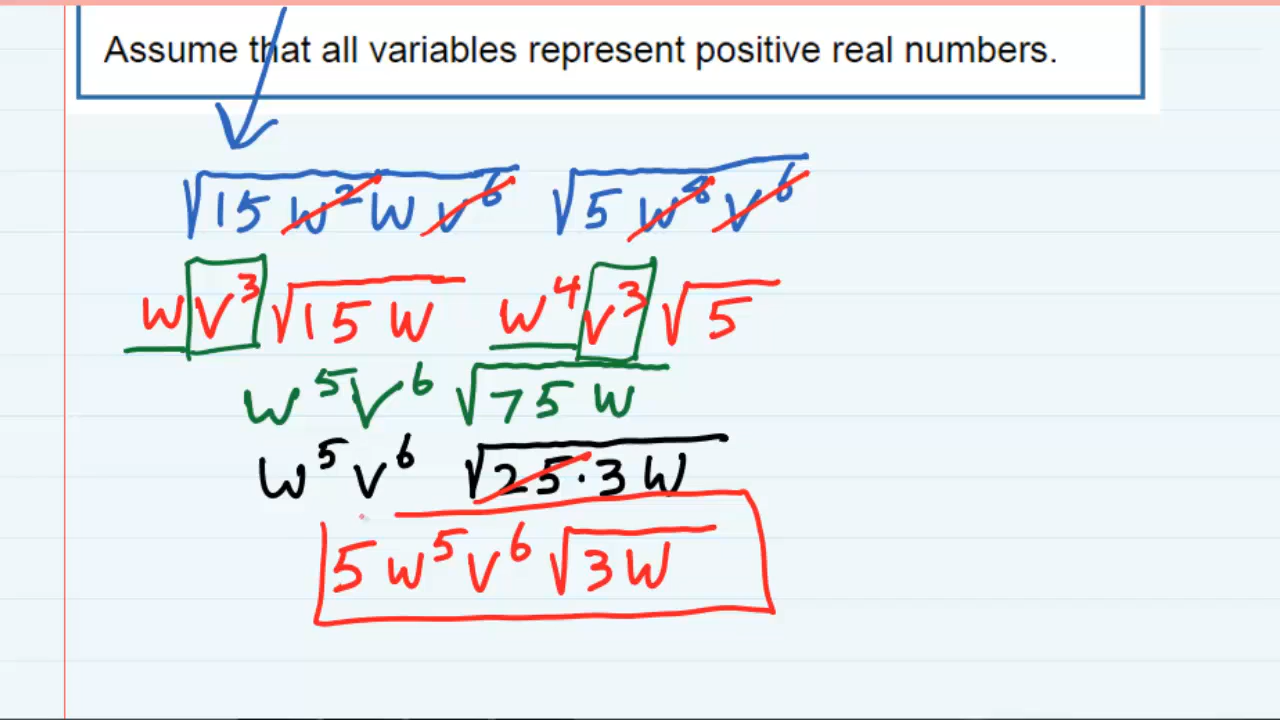 Assume that all variables represent positive real numbers.
√15 w² w v⁶ √5 w⁸ v⁶
w v³ √15 w w⁴ v³ √5
w⁵ v⁶ √75 w
w⁵ v⁶ √25·3 w
5 w⁵ v⁶ √3 w